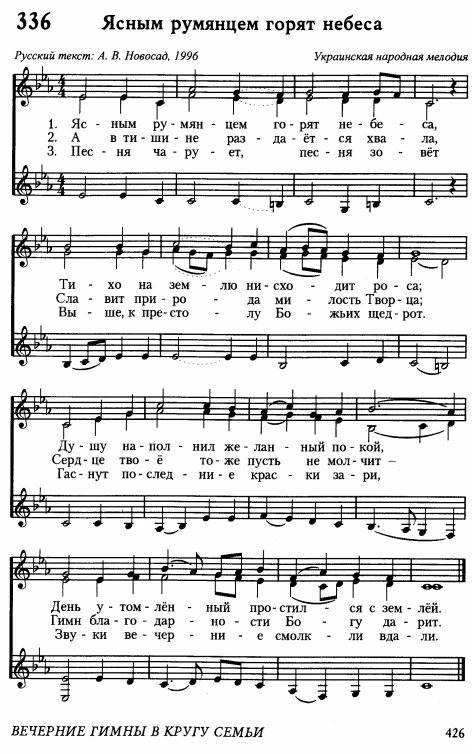 336 Ясным румянцем горят небеса
Русский текст: А. В. Новосад, 1996 Украинская народная мелодия
1. Яс - ным ру - мян - цем го - рят не - бе - са,
2. А в ти - ши - не раз - да - ёт - ся хва - ла,
3. Пес - ня ча - ру - ет, пес - ня зо - вёт
Ти - хо на зем - лю ни - схо - дит ро - са;
Сла - вит при - ро - да ми - лость Твор - ца;
Вы - ше, к пре - сто - лу Бо - жьих щед - рот.
Ду - шу на - пол - нил же - лан - ный по - кой,
Серд - це тво - ё то - же пусть не мол - чит –
Гас - нут по - след - ни - е крас - ки за - ри,
День у - том - лён - ный про - стил - ся с зем - лёй.
Гимн бла - го - дар - но - сти Бо - гу да - рит.
Зву - ки ве - чер - ни - е смолк - ли вда - ли.
ВЕЧЕРНИЕ ГИМНЫ В КРУГУ СЕМЬИ 426